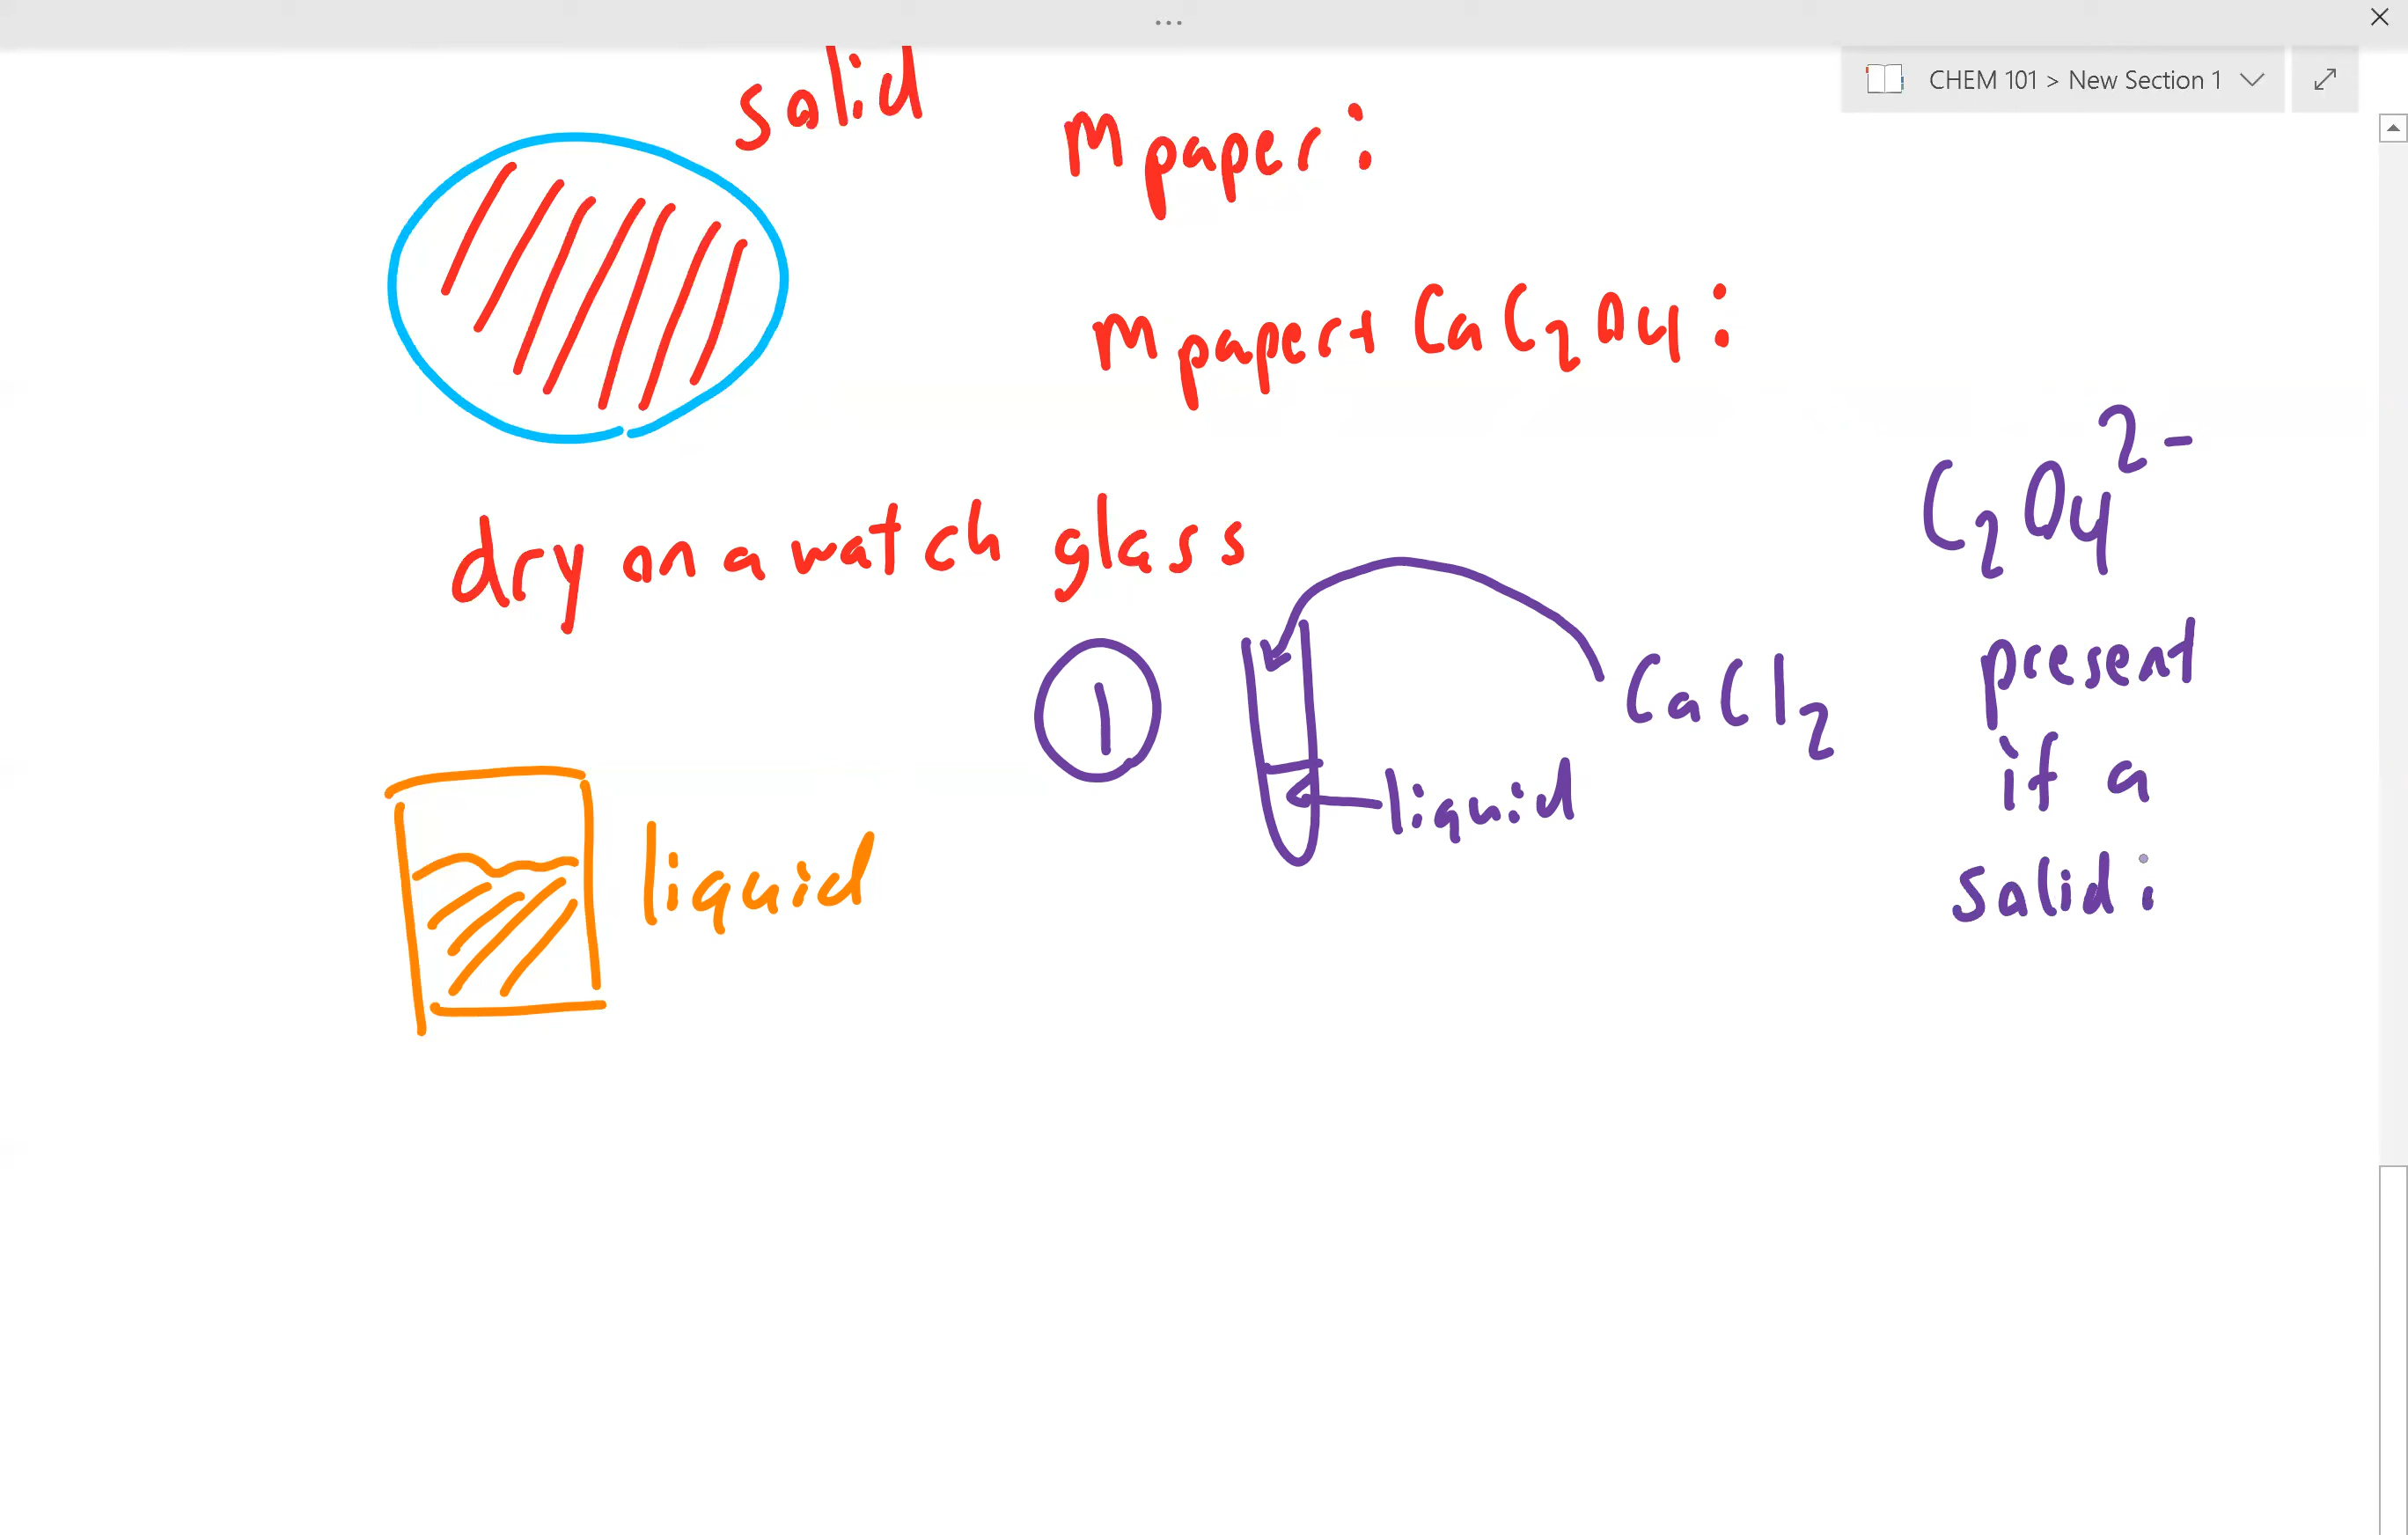 CHEM 101 > New Section 1
solid
m paper:
m paper + CaC2O4:
dry on a watch glass
1
CaCl2
liquid
C2O4 2-
present
if a
solid i
liquid